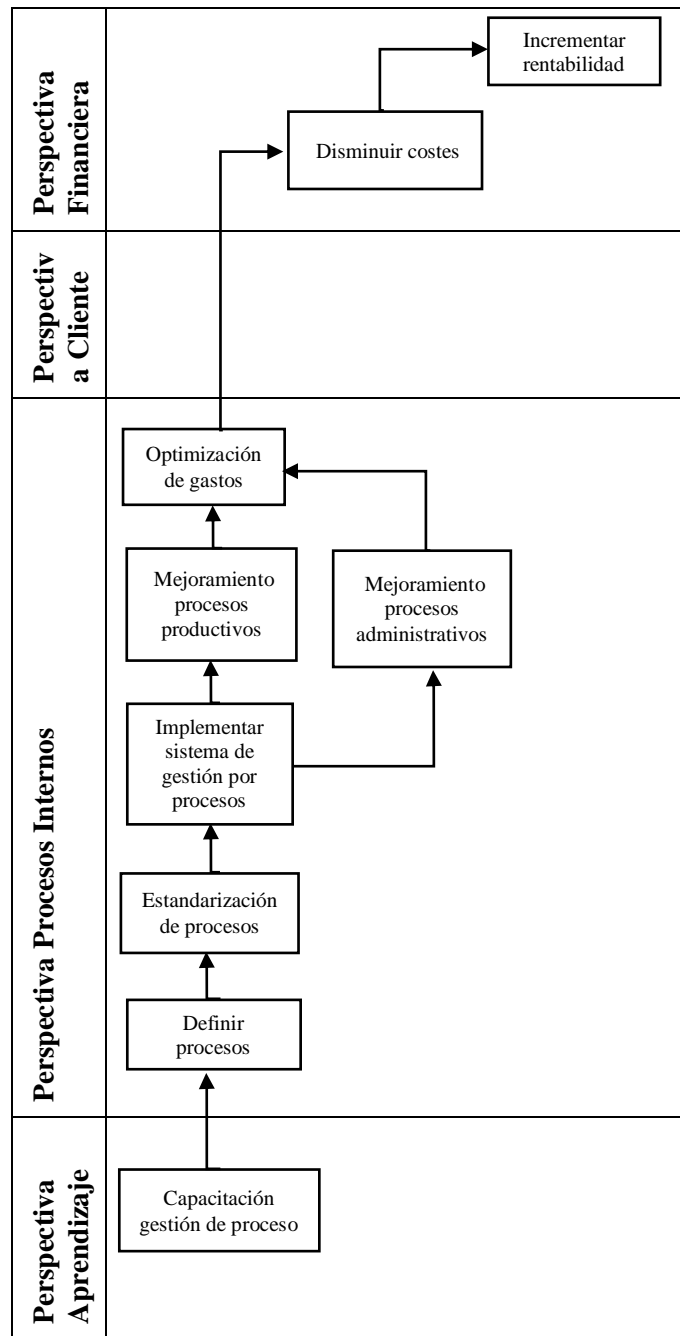 Perspectiva
Financiera
Incrementar
rentabilidad
Disminuir costes
Perspectiv
a Cliente
Perspectiva Procesos Internos
Optimización
de gastos
Mejoramiento
procesos
productivos
Mejoramiento
procesos
administrativos
Implementar
sistema de
gestión por
procesos
Estandarización
de procesos
Definir
procesos
Perspectiva
Aprendizaje
Capacitación
gestión de proceso